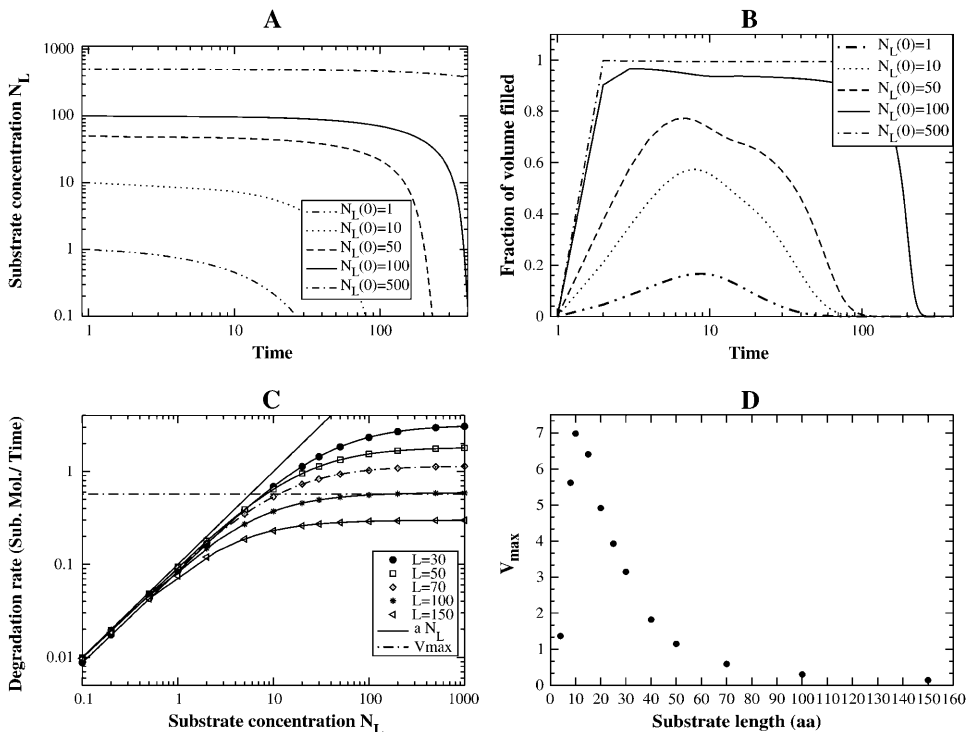 A
Substrate concentration N_L
1000
100
10
1
0.1
1
10
100
Time
N_L(0)=1
N_L(0)=10
N_L(0)=50
N_L(0)=100
N_L(0)=500
B
Fraction of volume filled
1
0.8
0.6
0.4
0.2
0
1
10
100
Time
N_L(0)=1
N_L(0)=10
N_L(0)=50
N_L(0)=100
N_L(0)=500
C
Degradation rate (Sub. Mol./ Time)
1
0.1
0.01
0.1
1
10
100
1000
Substrate concentration N_L
L=30
L=50
L=70
L=100
L=150
a N_L
Vmax
D
V_max
7
6
5
4
3
2
1
0
0 10 20 30 40 50 60 70 80 90 100 110 120 130 140 150 160
Substrate length (aa)